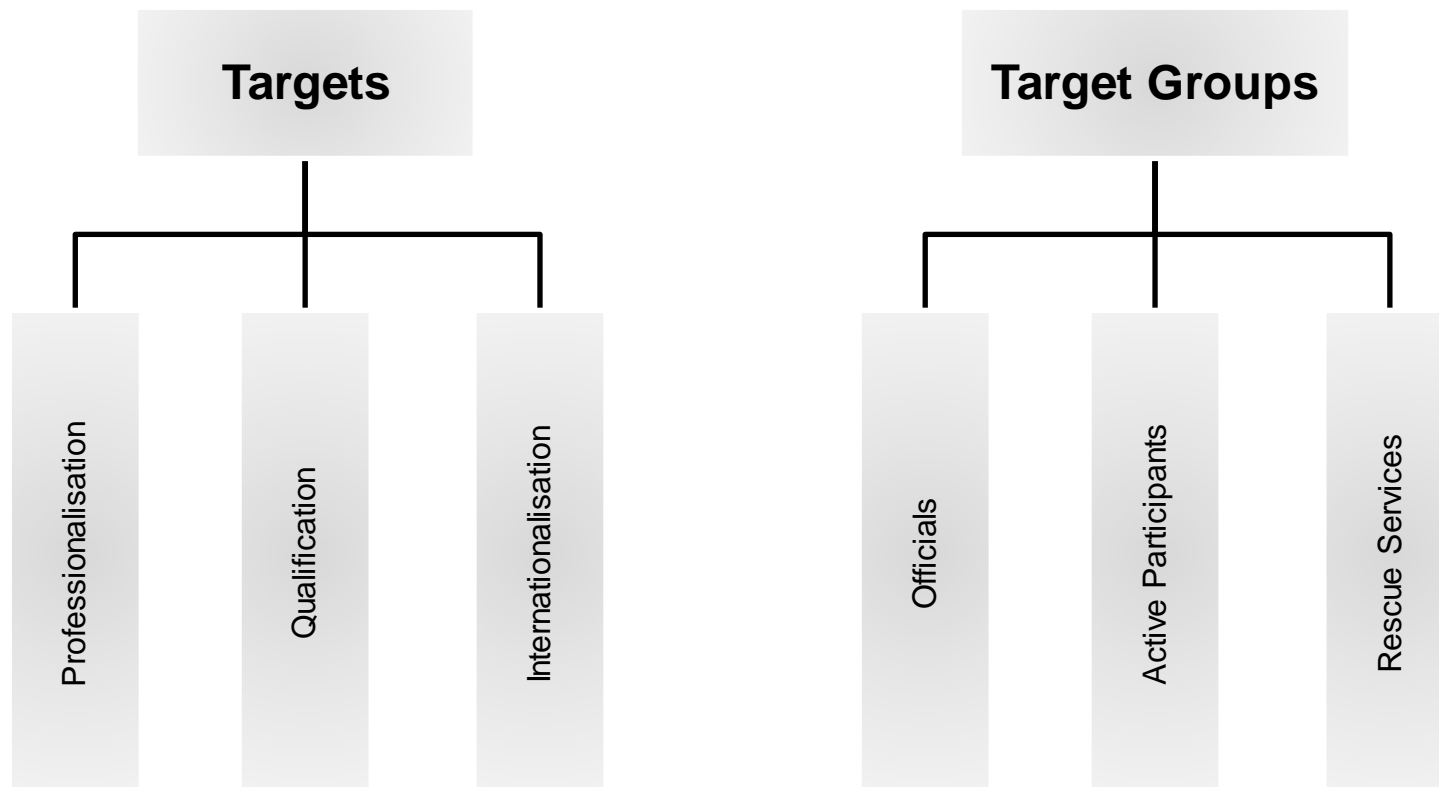 Targets
Target Groups
Professionalisation
Qualification
Internationalisation
Officials
Active Participants
Rescue Services